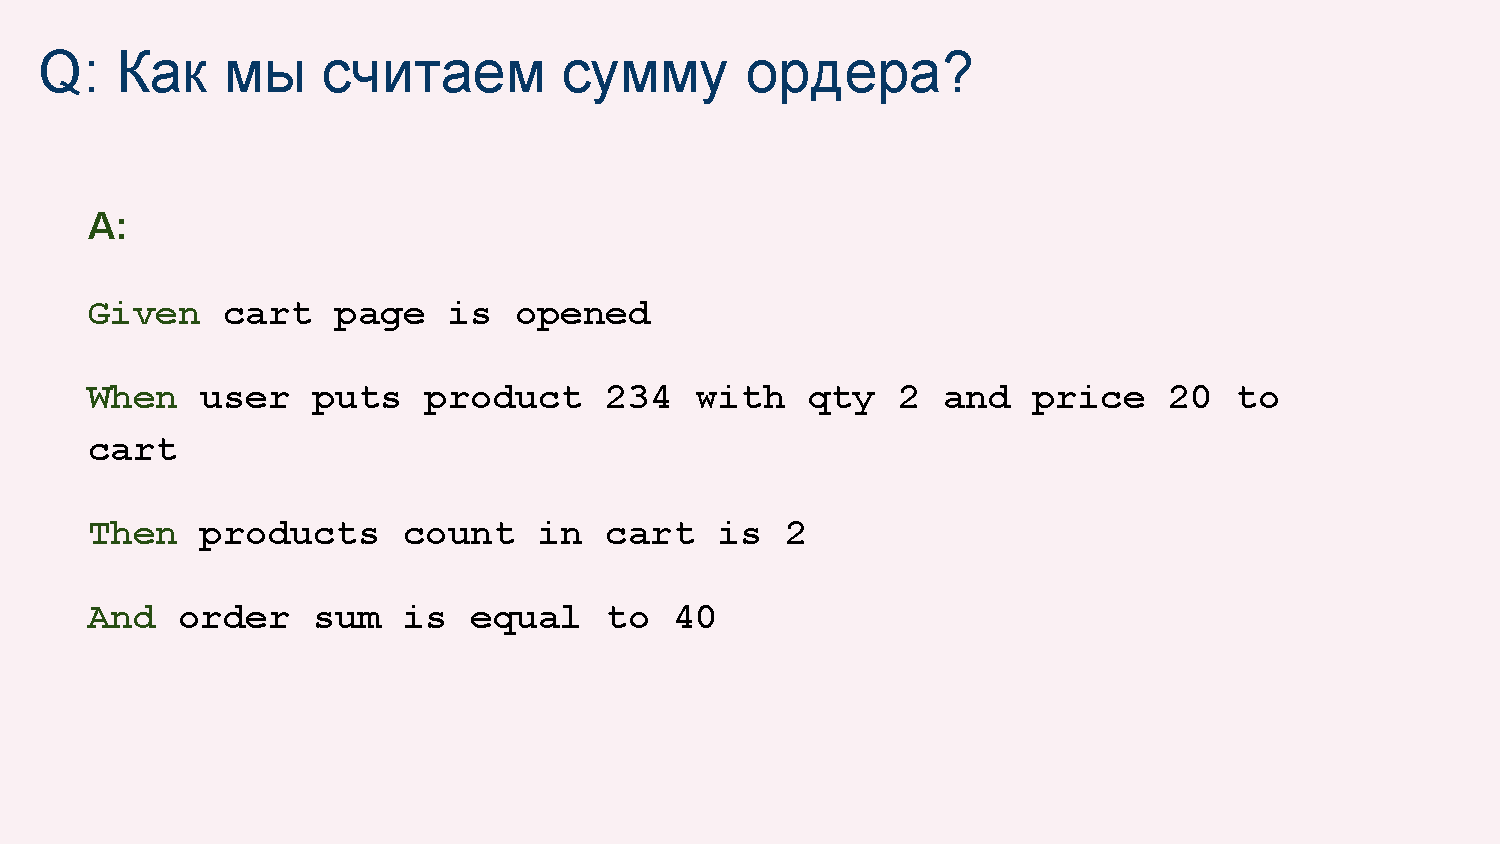 Q: Как мы считаем сумму ордера?
A:
Given cart page is opened
When user puts product 234 with qty 2 and price 20 to
cart
Then products count in cart is 2
And order sum is equal to 40